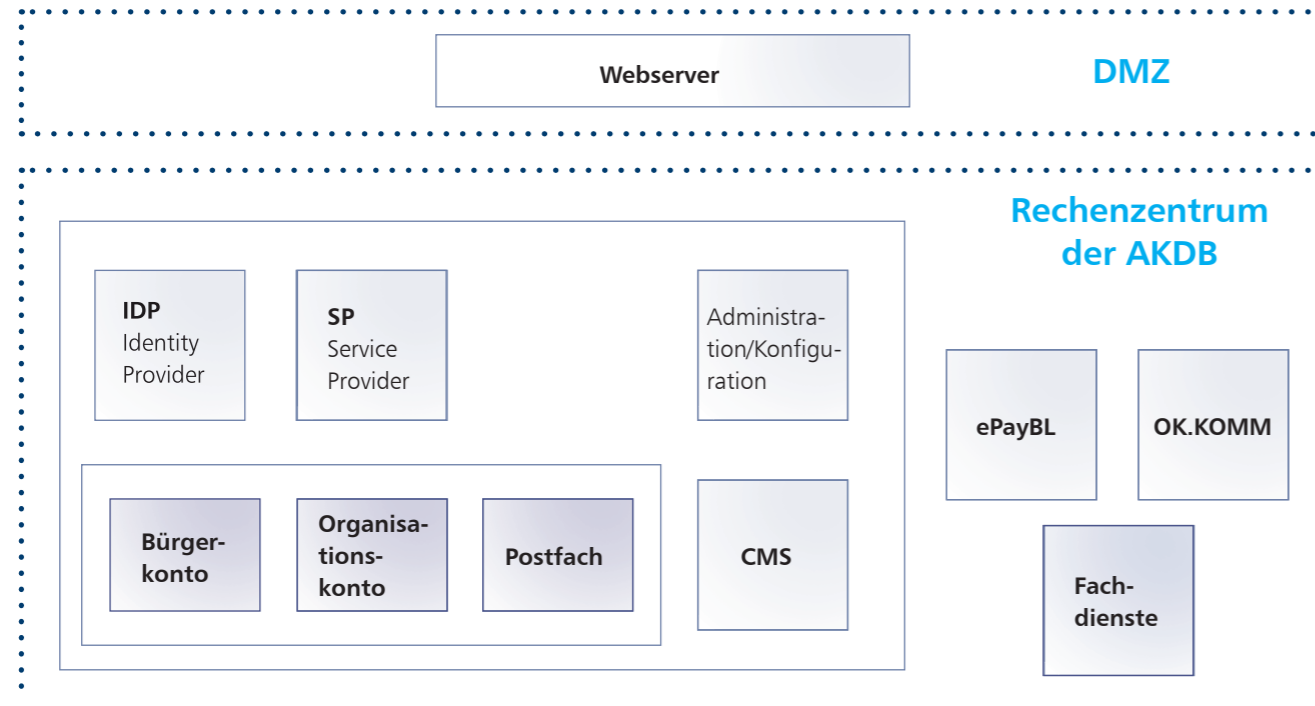 Webserver
DMZ
Rechenzentrum
der AKDB
IDP
Identity
Provider
SP
Service
Provider
Administra-
tion/Konfigu-
ration
ePayBL
OK.KOMM
Bürger-
konto
Organisa-
tions-
konto
Postfach
CMS
Fach-
dienste